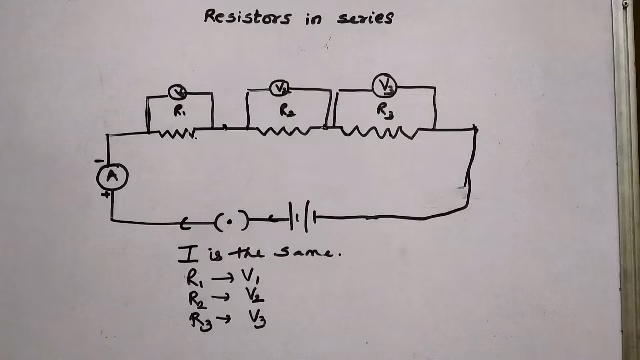 Resistors in series
V₁ V₂ V₃
R₁ R₂ R₃
-
A
+
I is the same.
R₁ → V₁
R₂ → V₂
R₃ → V₃